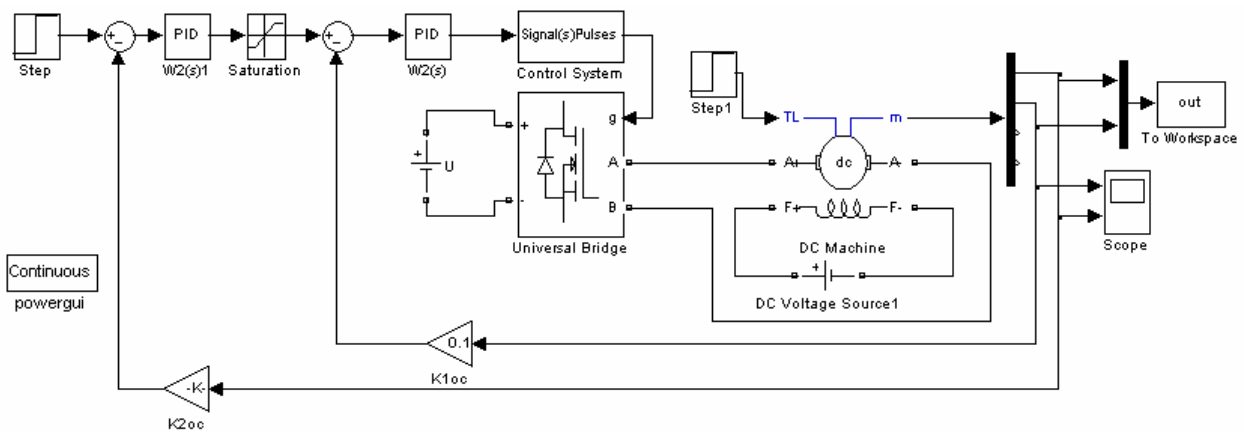 Step
PID
W2(s)1
Saturation
PID
W2(s)
Signal(s)Pulses
Control System
Step1
out
To Workspace
Scope
+
-
g
A
B
Universal Bridge
+
U
TL
m
A+
dc
A-
F+
F-
DC Machine
+
DC Voltage Source1
Continuous
powergui
0.1
K1oc
-K-
K2oc